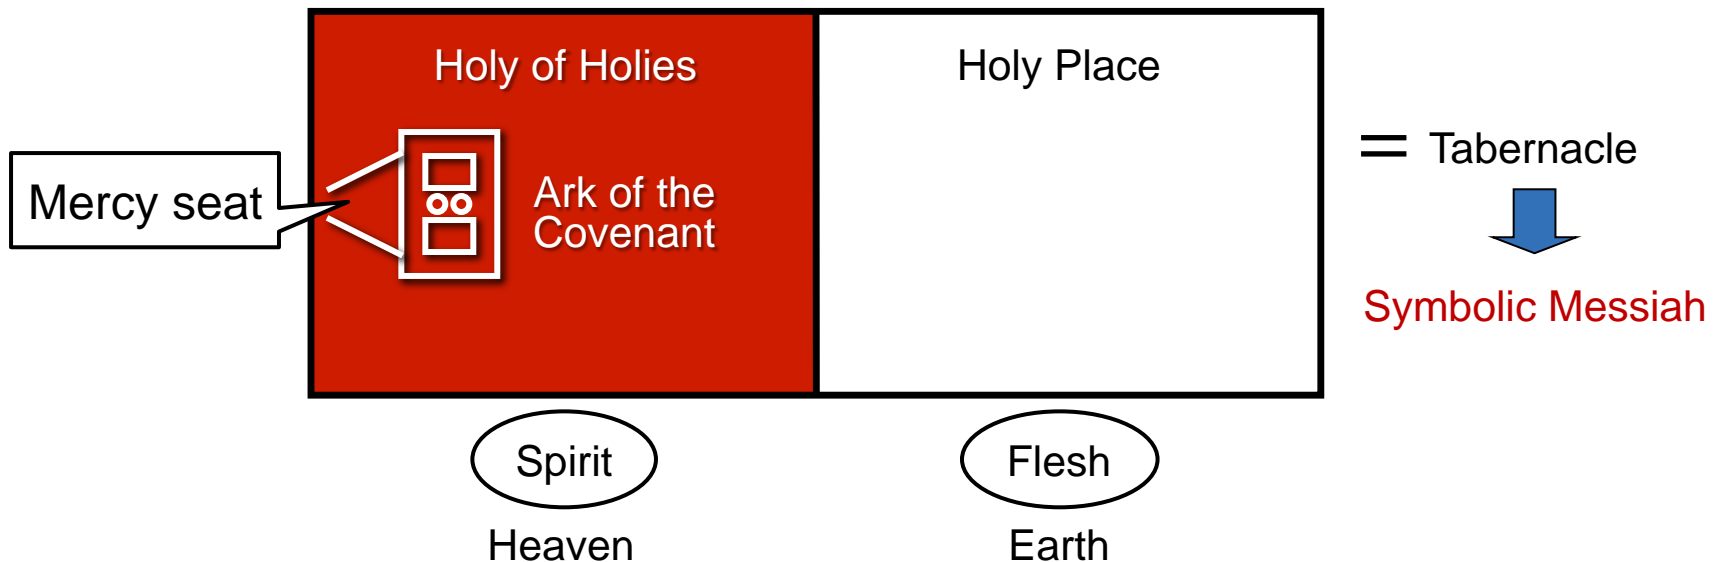 Holy of Holies
Holy Place
Mercy seat
Ark of the
Covenant
= Tabernacle
Symbolic Messiah
Spirit
Flesh
Heaven
Earth